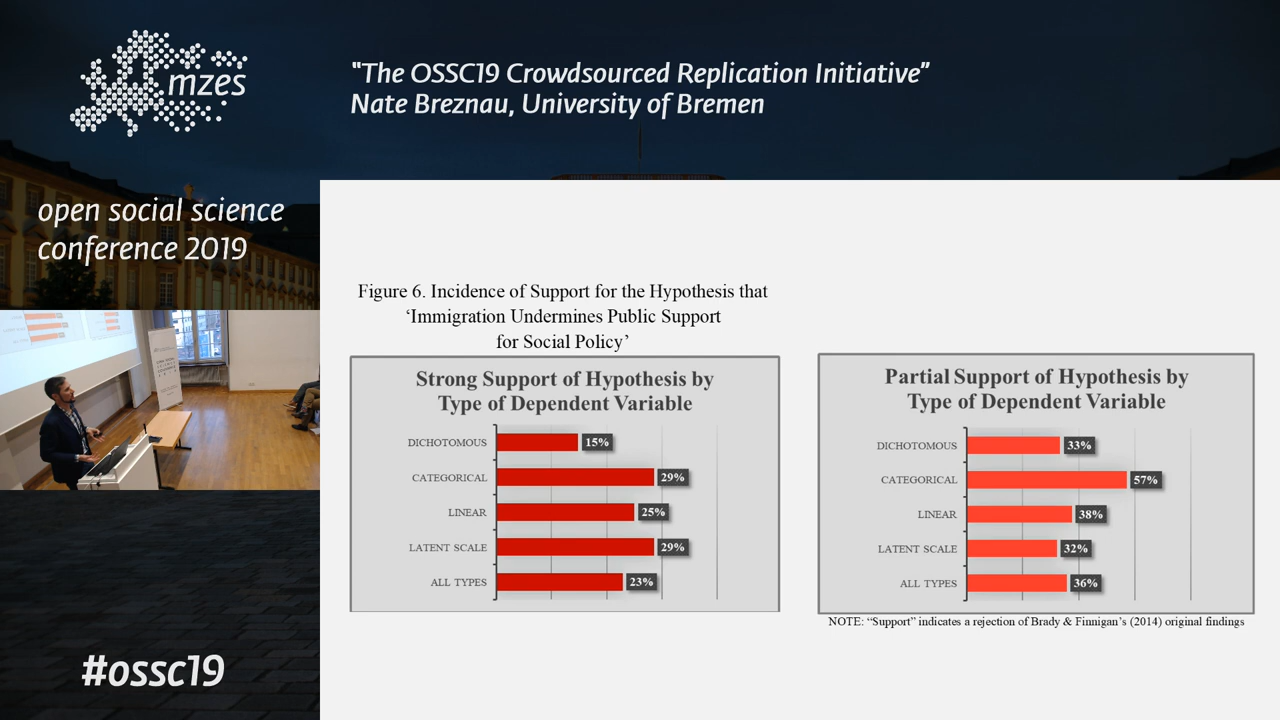 mzes
"The OSSC19 Crowdsourced Replication Initiative"
Nate Breznau, University of Bremen
open social science
conference 2019
#ossc19
Figure 6. Incidence of Support for the Hypothesis that
‘Immigration Undermines Public Support
for Social Policy’
Strong Support of Hypothesis by
Type of Dependent Variable
DICHOTOMOUS 15%
CATEGORICAL 29%
LINEAR 25%
LATENT SCALE 29%
ALL TYPES 23%
Partial Support of Hypothesis by
Type of Dependent Variable
DICHOTOMOUS 33%
CATEGORICAL 57%
LINEAR 38%
LATENT SCALE 32%
ALL TYPES 36%
NOTE: “Support” indicates a rejection of Brady & Finnigan’s (2014) original findings